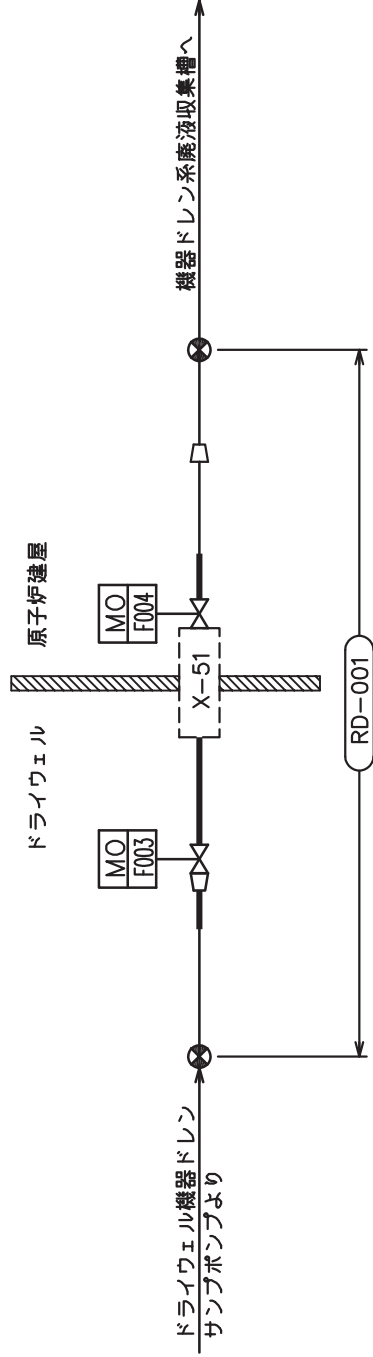 ドライウェル
原子炉建屋
MO
F003
MO
F004
X-51
ドライウェル機器ドレン
サンプポンプより
機器ドレン系廃液収集槽へ
RD-001